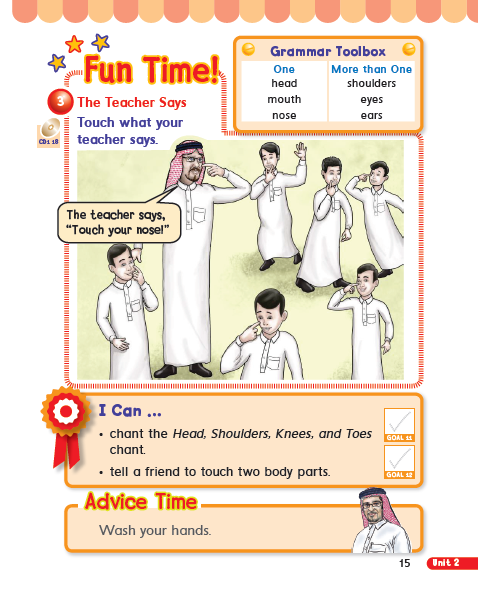 Fun Time!
Grammar Toolbox
One More than One
head shoulders
mouth eyes
nose ears
3 The Teacher Says
CD1 18
Touch what your
teacher says.
The teacher says,
"Touch your nose!"
I Can ...
• chant the Head, Shoulders, Knees, and Toes
chant.
GOAL 11
• tell a friend to touch two body parts.
GOAL 12
Advice Time
Wash your hands.
15 Unit 2